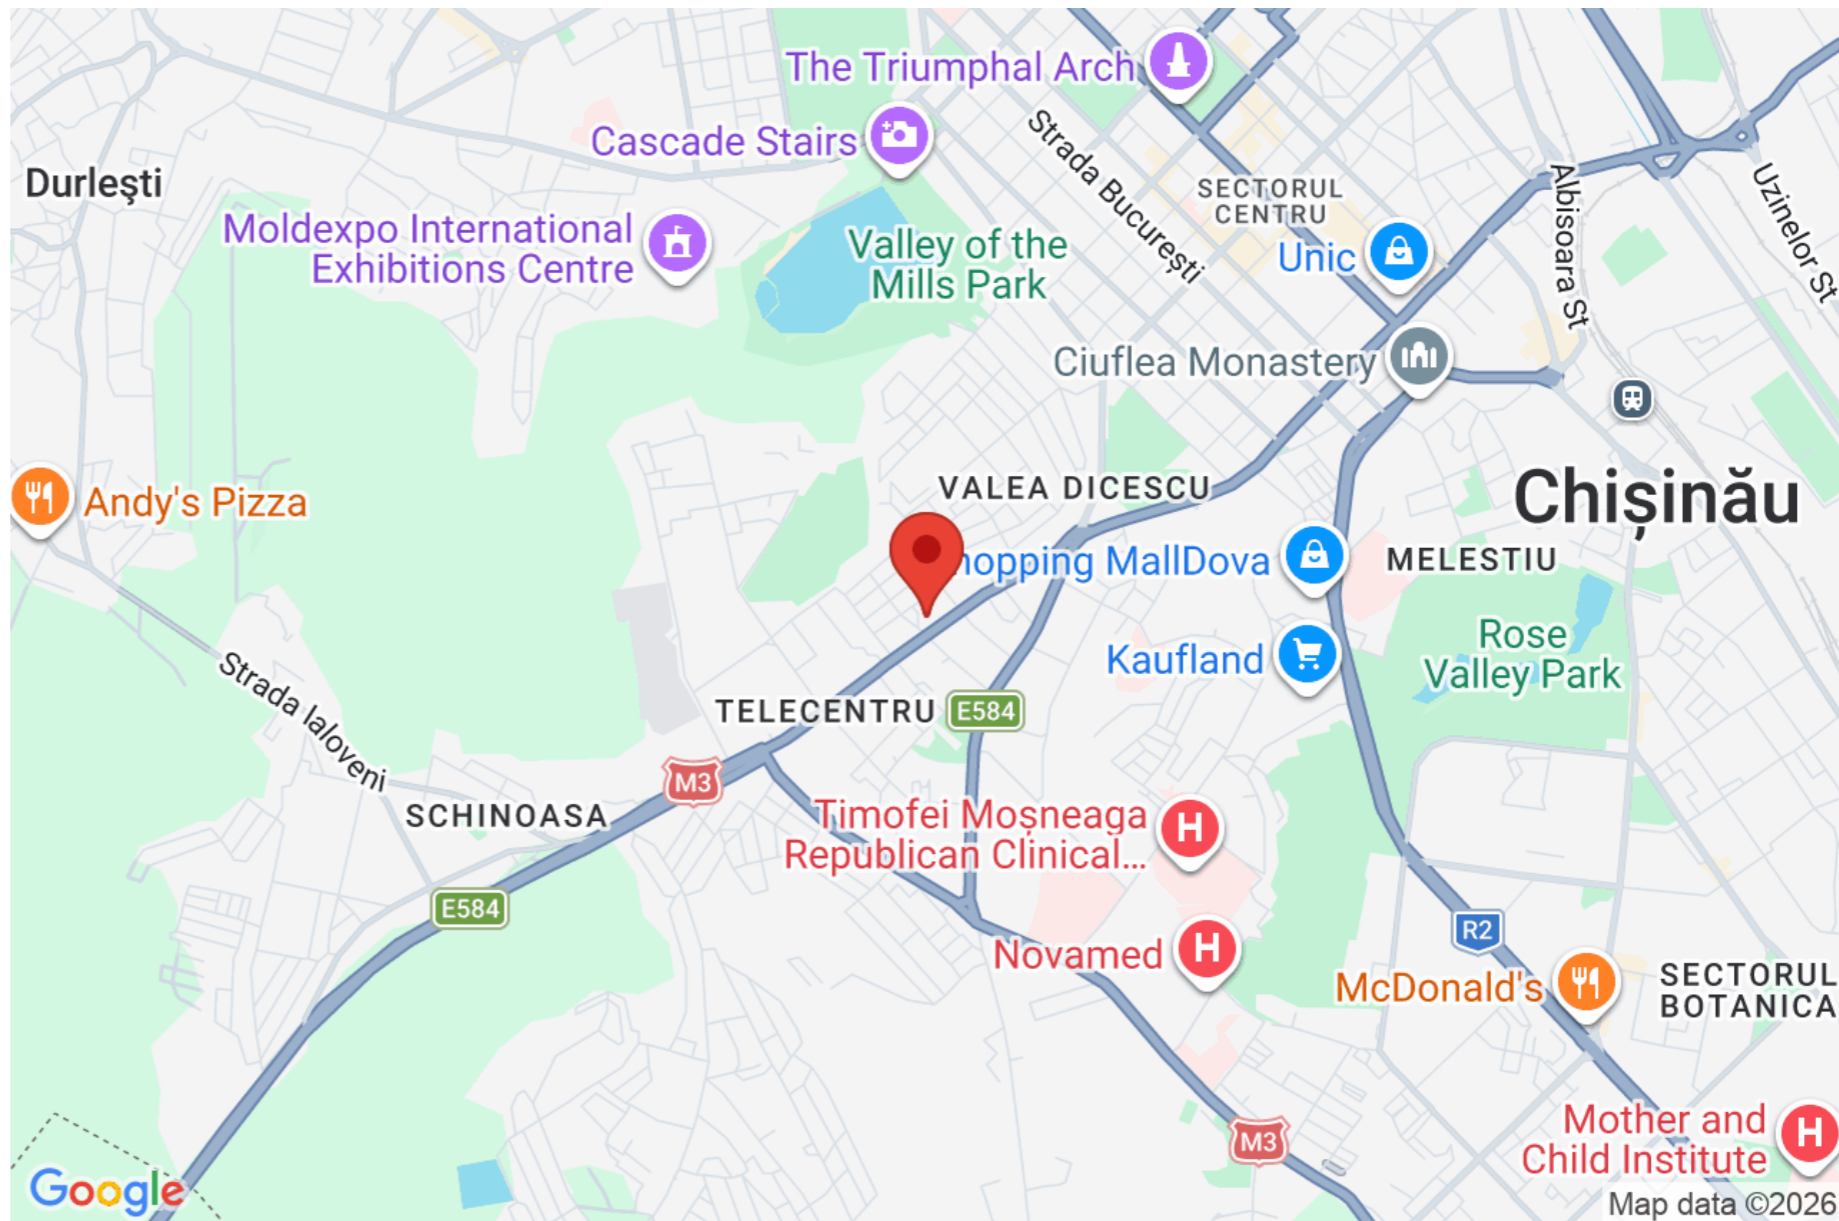 The Triumphal Arch
Cascade Stairs
Strada București
Durleşti
SECTORUL
CENTRU
Albisoara St
Uzinelor St
Moldexpo International
Exhibitions Centre
Valley of the
Mills Park
Unic
Ciuflea Monastery
Andy's Pizza
VALEA DICESCU
Chișinău
hopping MallDova
MELESTIU
Rose
Valley Park
Kaufland
Strada Ialoveni
TELECENTRU
E584
M3
SCHINOASA
Timofei Moșneaga
Republican Clinical...
E584
R2
Novamed
McDonald's
SECTORUL
BOTANICA
M3
Mother and
Child Institute
Google
Map data ©2026